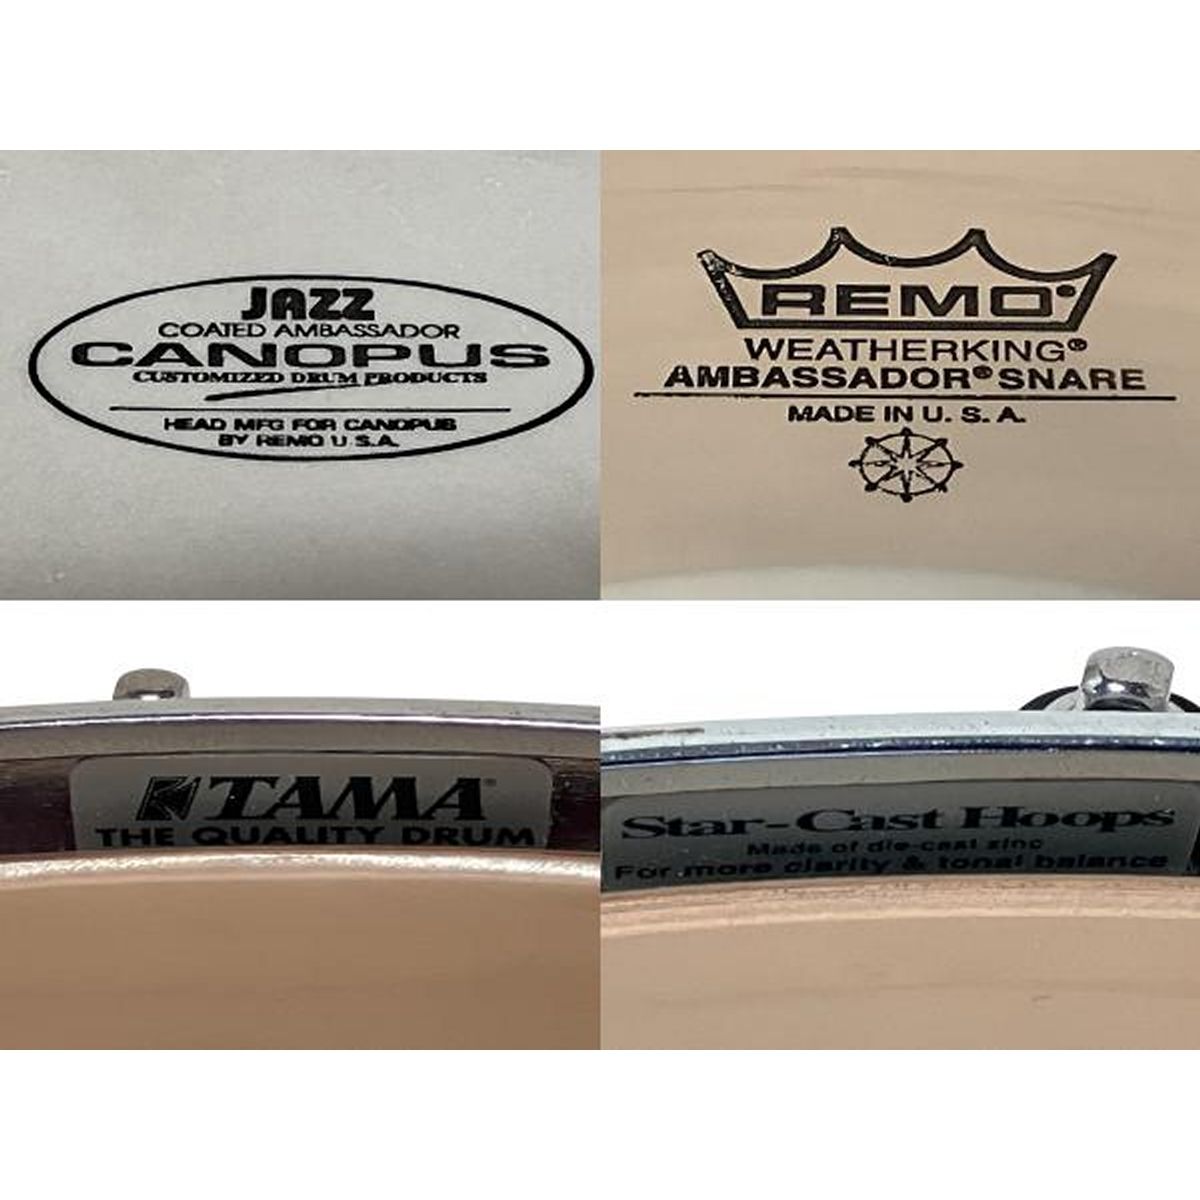 JAZZ
COATED AMBASSADOR
CANOPUS
CUSTOMIZED DRUM PRODUCTS
HEAD MFG FOR CANOPUS
BY REMO U.S.A.
REMO®
WEATHERKING®
AMBASSADOR® SNARE
MADE IN U. S. A.
TAMA®
THE QUALITY DRUM
Star-Cast Hoops
Made of die-cast zinc
For more clarity & tonal balance